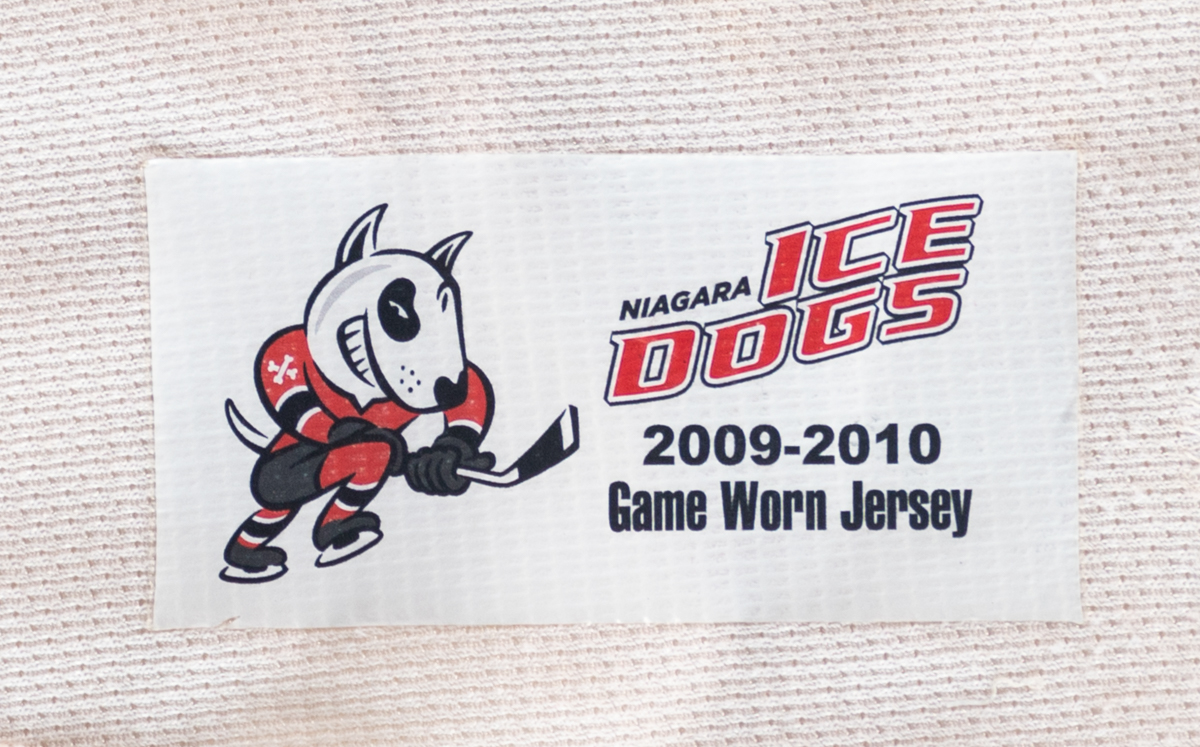 NIAGARA ICE
DOGS
2009-2010
Game Worn Jersey